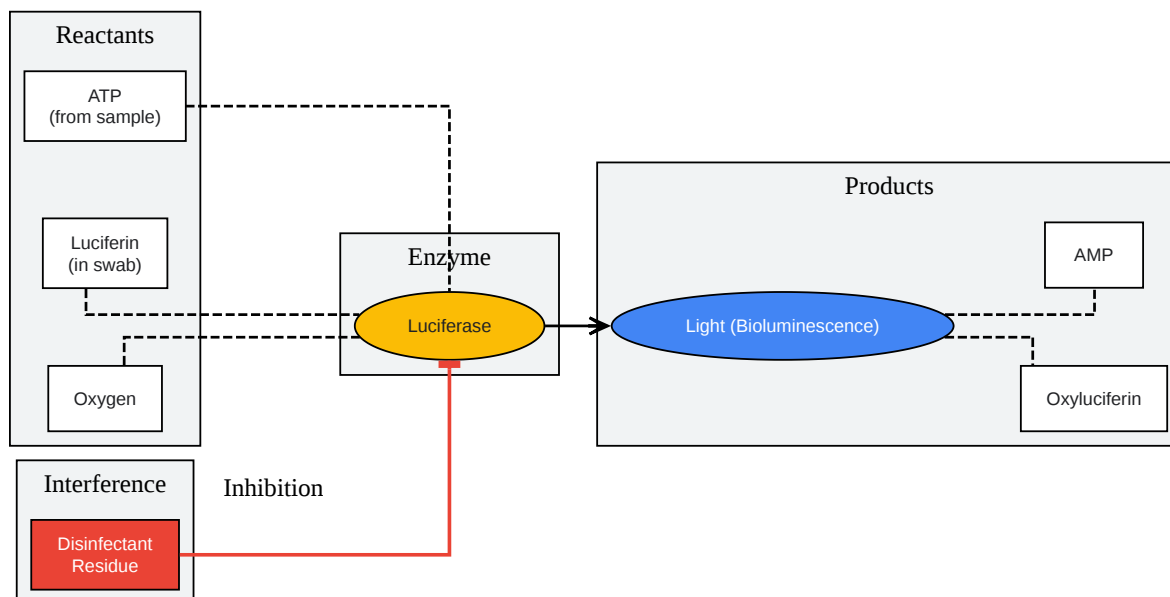 Reactants
ATP
(from sample)
Luciferin
(in swab)
Oxygen
Enzyme
Luciferase
Products
Light (Bioluminescence)
AMP
Oxyluciferin
Interference
Inhibition
Disinfectant
Residue